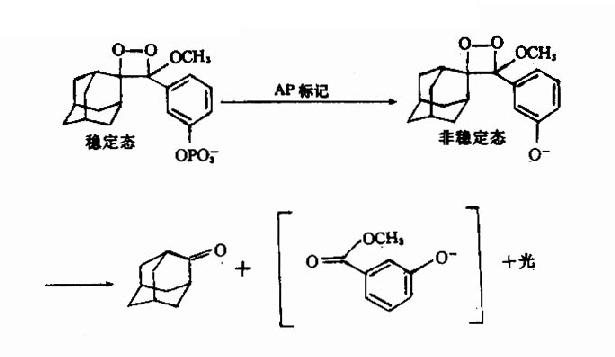 O—O
OCH₃
AP 标记
O—O
OCH₃
稳定态
OPO₃⁻
非稳定态
O⁻
O + [ O OCH₃ O⁻ ] +光